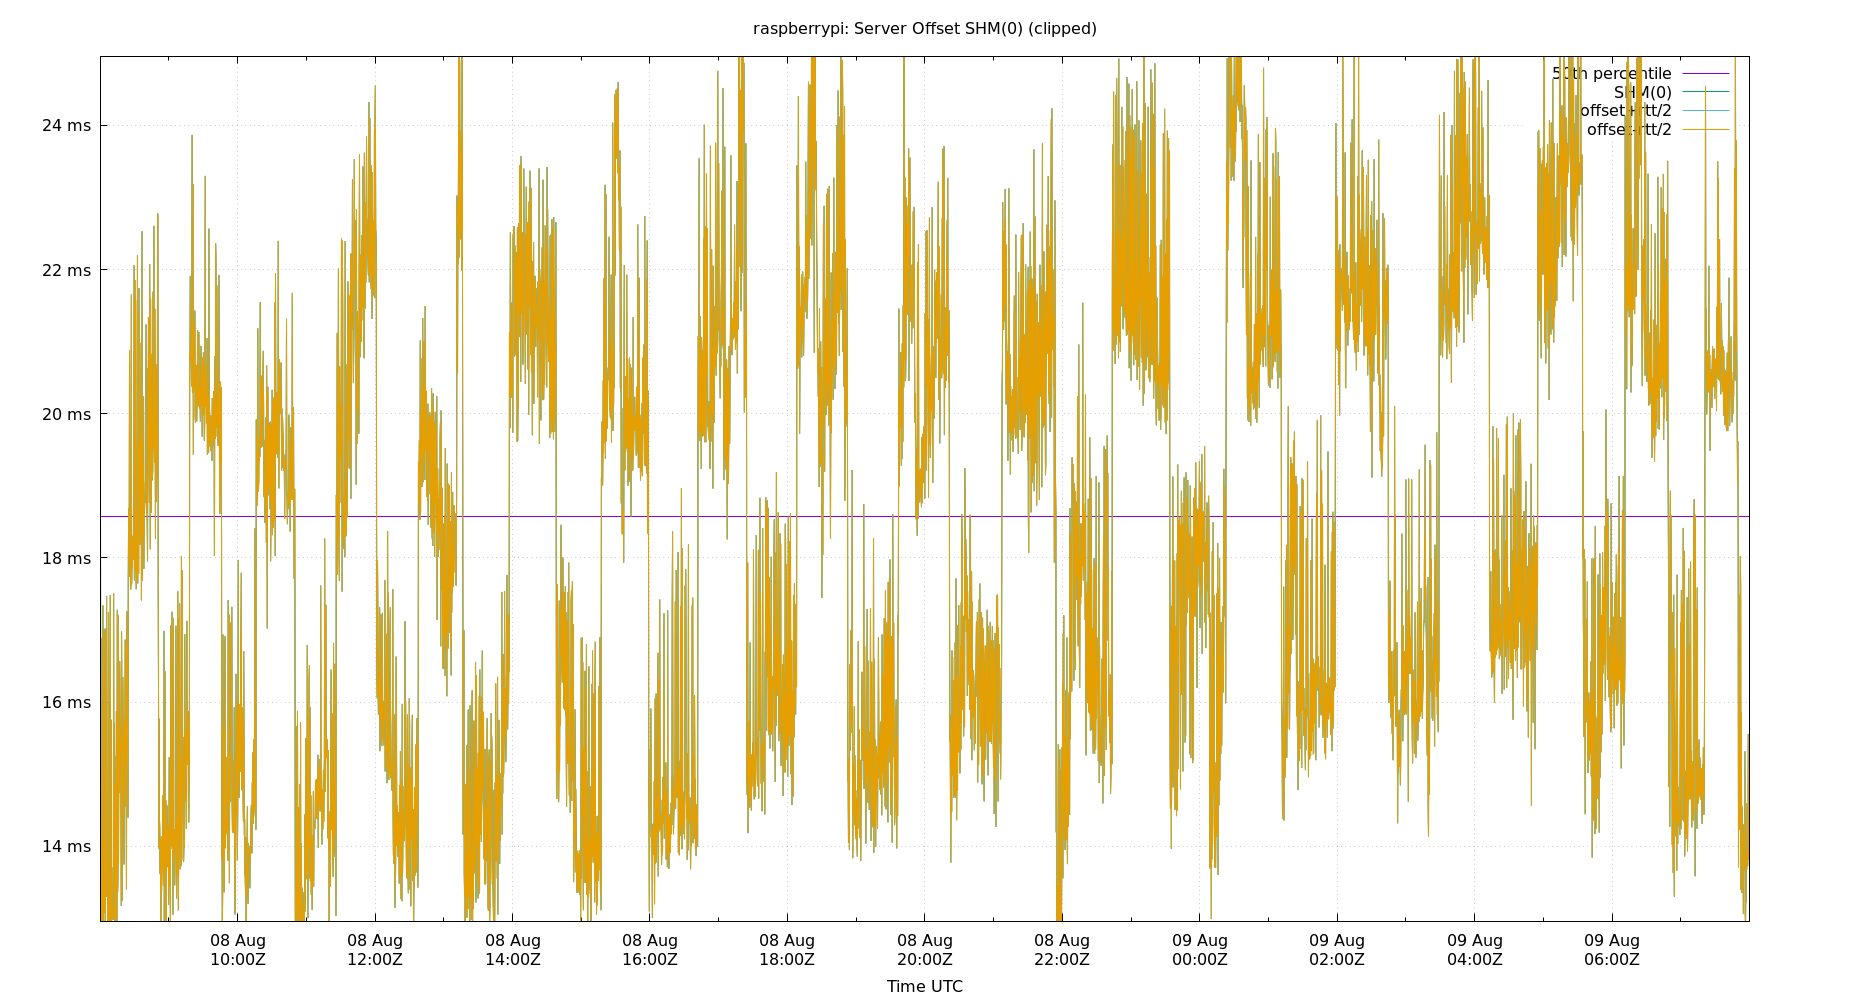 raspberrypi: Server Offset SHM(0) (clipped)
50th percentile
SHM(0)
offset+rtt/2
offset-rtt/2
24 ms
22 ms
20 ms
18 ms
16 ms
14 ms
08 Aug 08 Aug 08 Aug 08 Aug 08 Aug 08 Aug 08 Aug 09 Aug 09 Aug 09 Aug 09 Aug
10:00Z 12:00Z 14:00Z 16:00Z 18:00Z 20:00Z 22:00Z 00:00Z 02:00Z 04:00Z 06:00Z
Time UTC